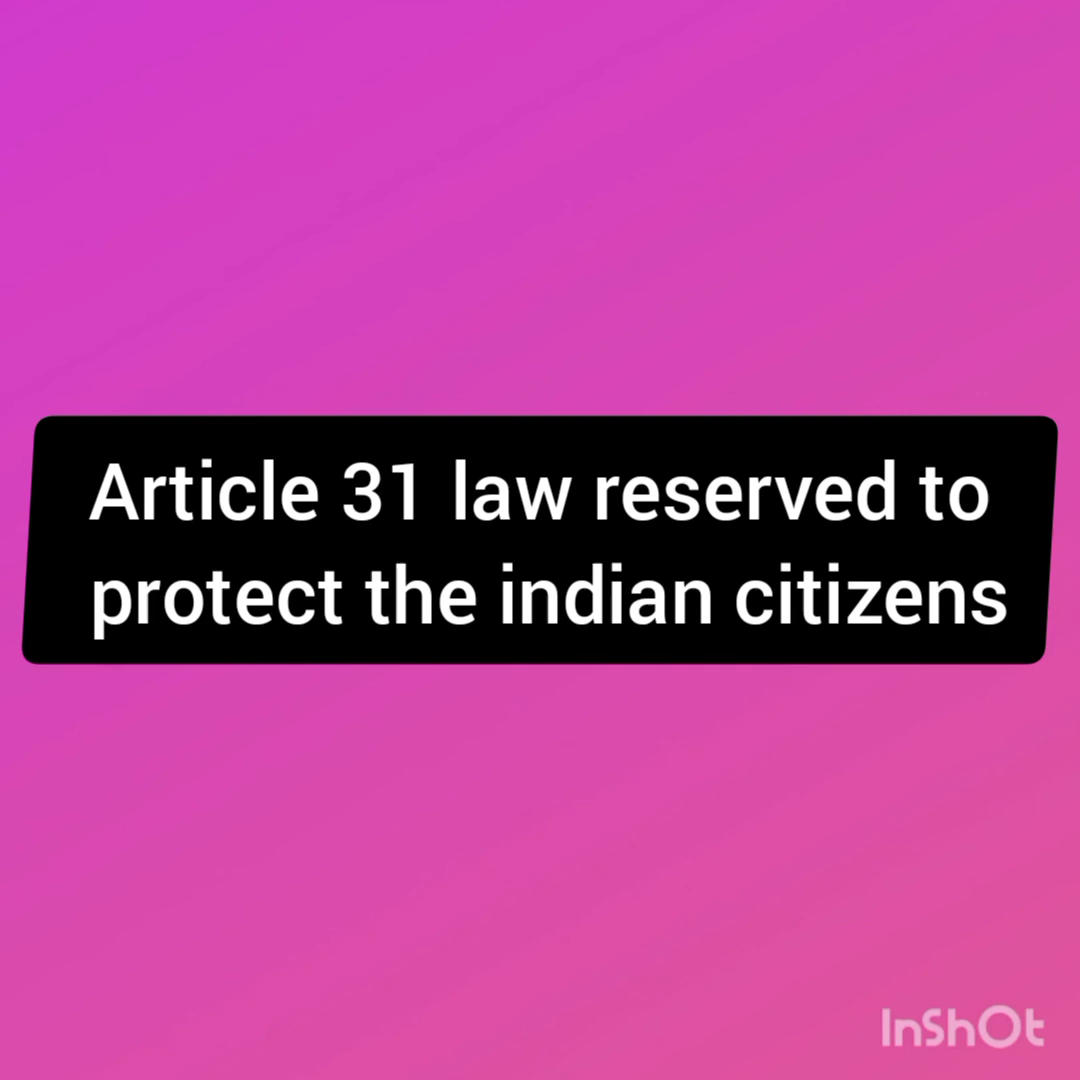 Article 31 law reserved to
protect the indian citizens
InShOt